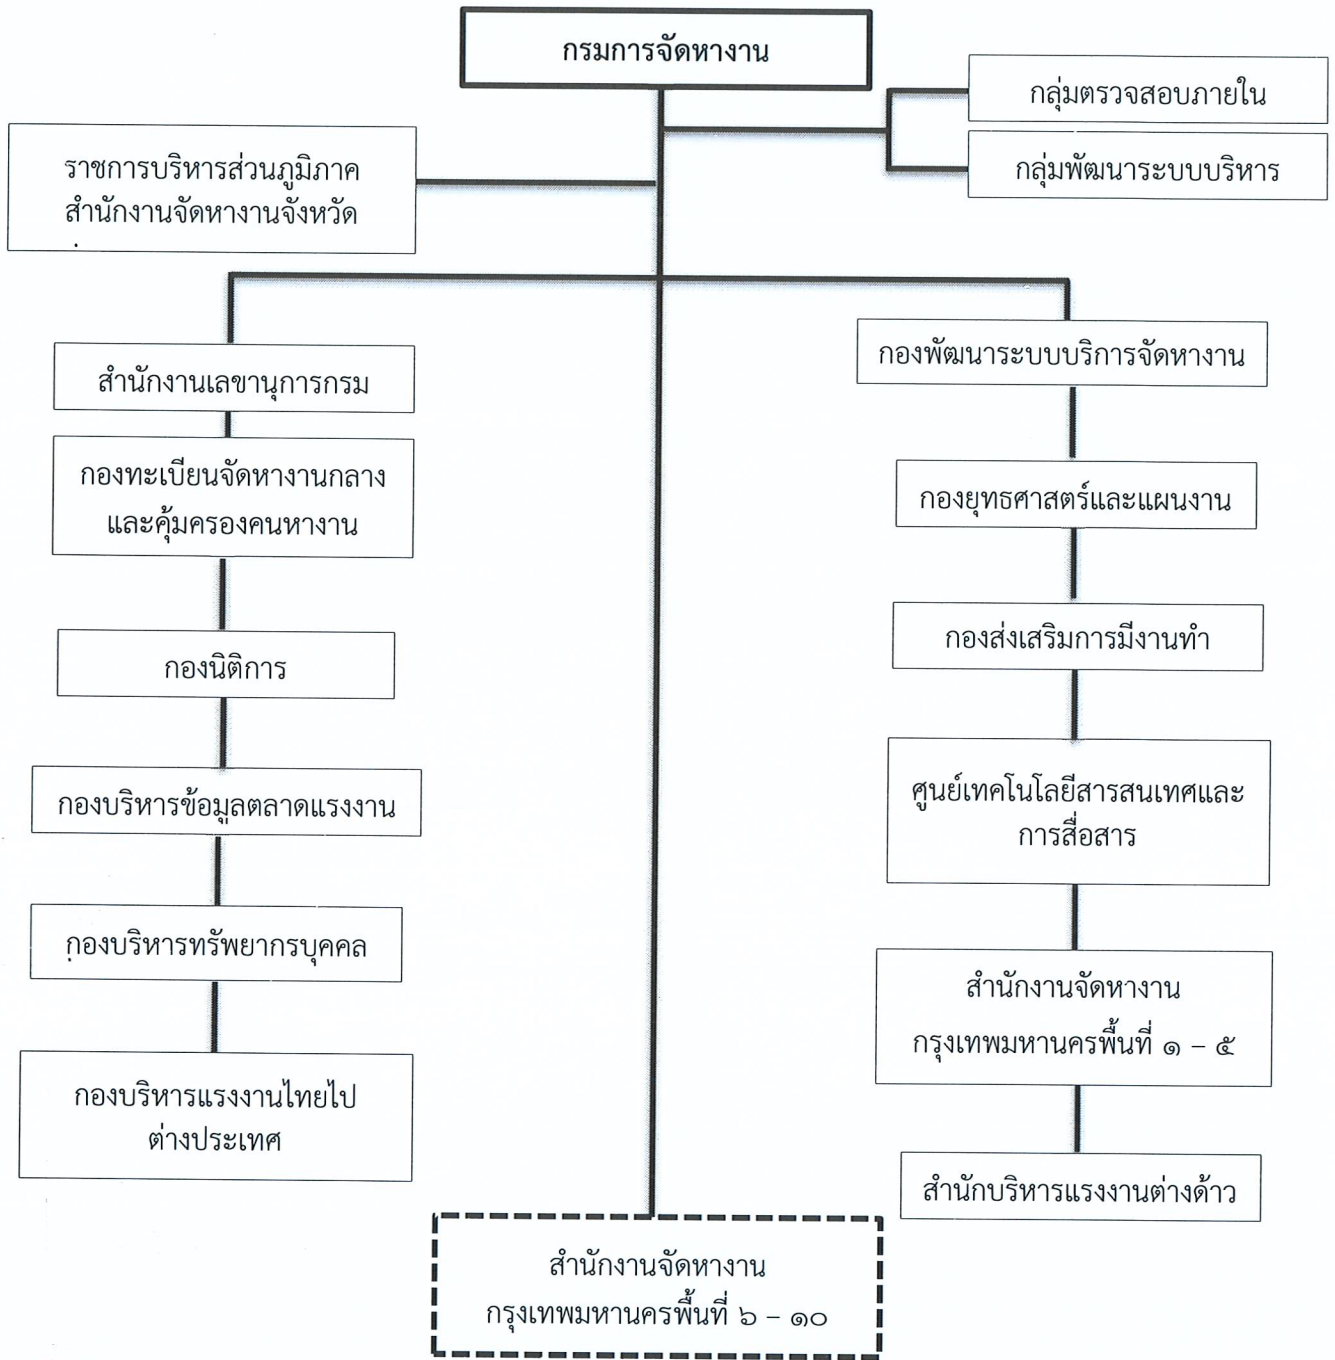 กรมการจัดหางาน
กลุ่มตรวจสอบภายใน
กลุ่มพัฒนาระบบบริหาร
ราชการบริหารส่วนภูมิภาค
สำนักงานจัดหางานจังหวัด
สำนักงานเลขานุการกรม
กองทะเบียนจัดหางานกลาง
และคุ้มครองคนหางาน
กองนิติการ
กองบริหารข้อมูลตลาดแรงงาน
กองบริหารทรัพยากรบุคคล
กองบริหารแรงงานไทยไป
ต่างประเทศ
กองพัฒนาระบบบริการจัดหางาน
กองยุทธศาสตร์และแผนงาน
กองส่งเสริมการมีงานทำ
ศูนย์เทคโนโลยีสารสนเทศและ
การสื่อสาร
สำนักงานจัดหางาน
กรุงเทพมหานครพื้นที่ ๑ – ๕
สำนักบริหารแรงงานต่างด้าว
สำนักงานจัดหางาน
กรุงเทพมหานครพื้นที่ ๖ – ๑๐